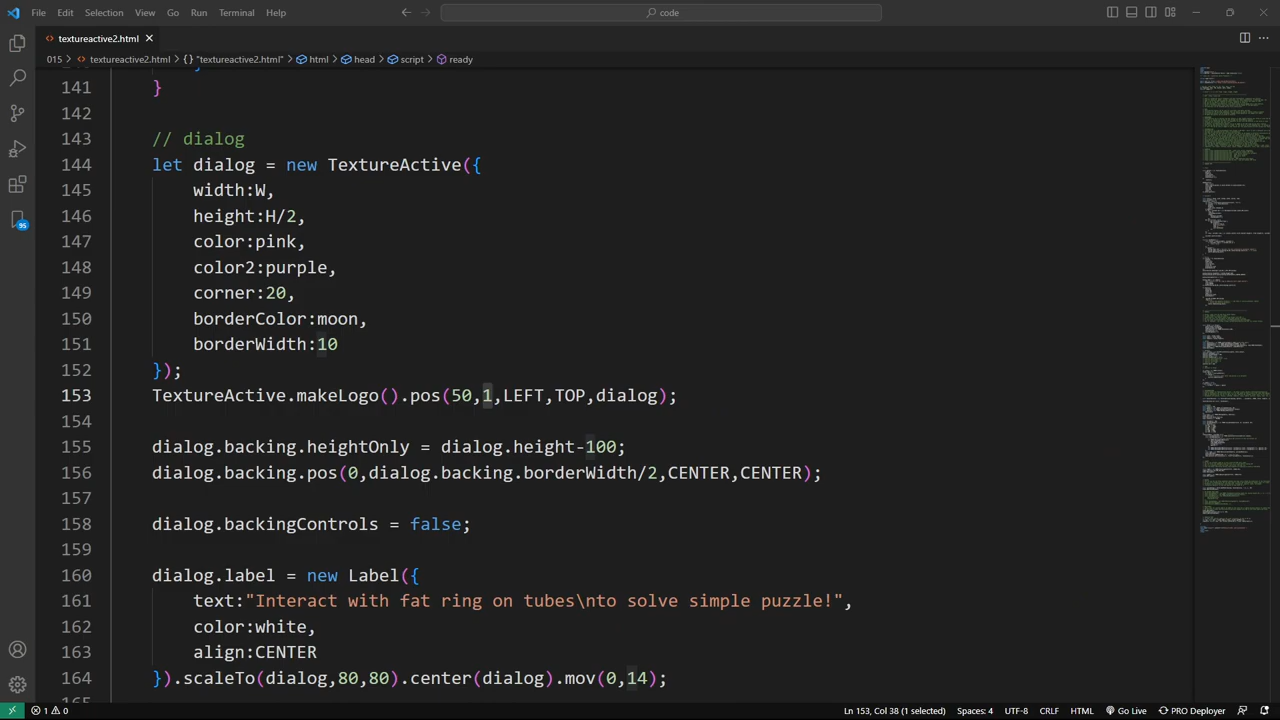 File Edit Selection View Go Run Terminal Help
code
textureactive2.html
015 > textureactive2.html > {} "textureactive2.html" > html > head > script > ready
141 }
142
143 // dialog
144 let dialog = new TextureActive({
145 width:W,
146 height:H/2,
147 color:pink,
148 color2:purple,
149 corner:20,
150 borderColor:moon,
151 borderWidth:10
152 });
153 TextureActive.makeLogo().pos(50,1,LEFT,TOP,dialog);
154
155 dialog.backing.heightOnly = dialog.height-100;
156 dialog.backing.pos(0,dialog.backing.borderWidth/2,CENTER,CENTER);
157
158 dialog.backingControls = false;
159
160 dialog.label = new Label({
161 text:"Interact with fat ring on tubes\nto solve simple puzzle!",
162 color:white,
163 align:CENTER
164 }).scaleTo(dialog,80,80).center(dialog).mov(0,14);
95
1 0 Ln 153, Col 38 (1 selected) Spaces: 4 UTF-8 CRLF HTML Go Live PRO Deployer